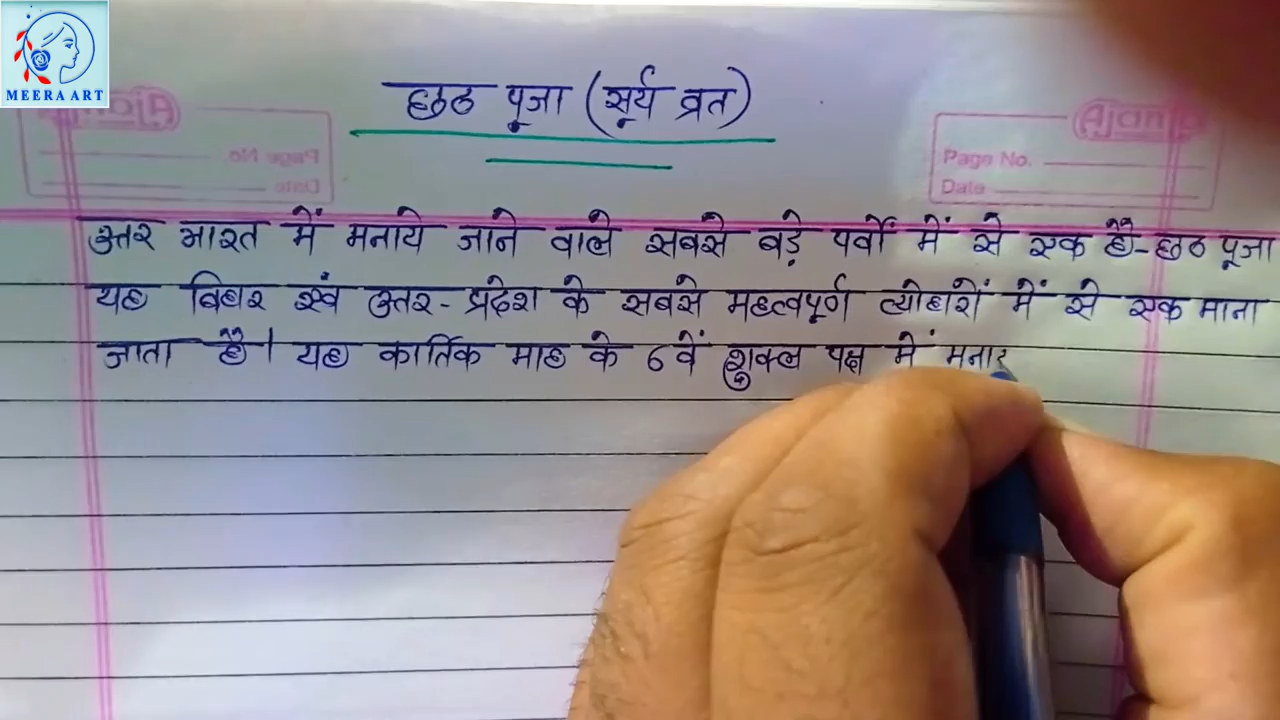 MEERA ART
छठ पूजा (सूर्य व्रत)
Ajanta
Page No.
Date
उत्तर भारत में मनाये जाने वाले सबसे बड़े पर्वों में से एक है-छठ पूजा
यह बिहार एवं उत्तर-प्रदेश के सबसे महत्वपूर्ण त्योहारों में से एक माना
जाता है। यह कार्तिक माह के 6वें शुक्ल पक्ष में